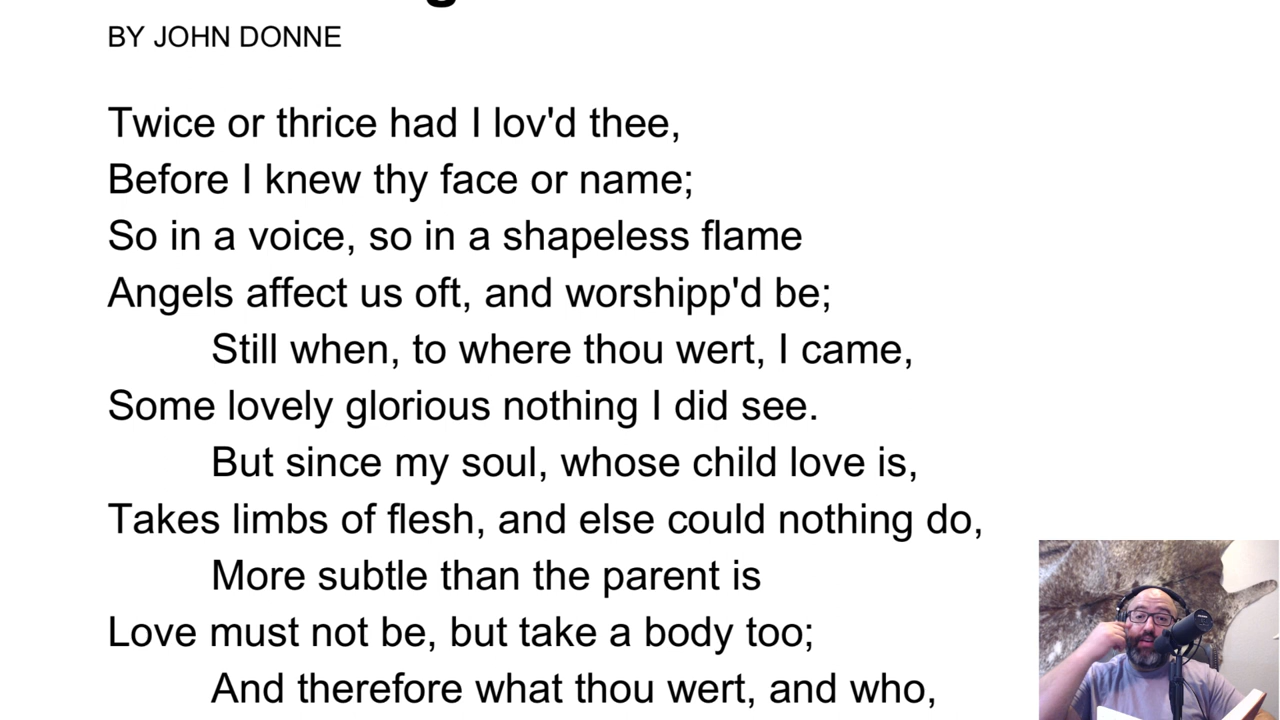 BY JOHN DONNE
Twice or thrice had I lov'd thee,
Before I knew thy face or name;
So in a voice, so in a shapeless flame
Angels affect us oft, and worshipp'd be;
Still when, to where thou wert, I came,
Some lovely glorious nothing I did see.
But since my soul, whose child love is,
Takes limbs of flesh, and else could nothing do,
More subtle than the parent is
Love must not be, but take a body too;
And therefore what thou wert, and who,